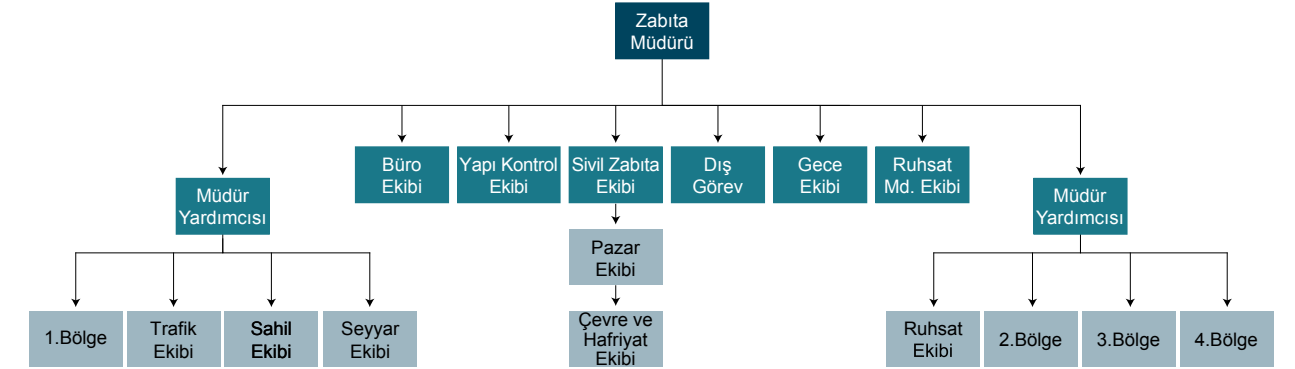 Zabıta
Müdürü
Büro
Ekibi
Yapı Kontrol
Ekibi
Sivil Zabıta
Ekibi
Dış
Görev
Gece
Ekibi
Ruhsat
Md. Ekibi
Müdür
Yardımcısı
Müdür
Yardımcısı
Pazar
Ekibi
1.Bölge
Trafik
Ekibi
Sahil
Ekibi
Seyyar
Ekibi
Çevre ve
Hafriyat
Ekibi
Ruhsat
Ekibi
2.Bölge
3.Bölge
4.Bölge